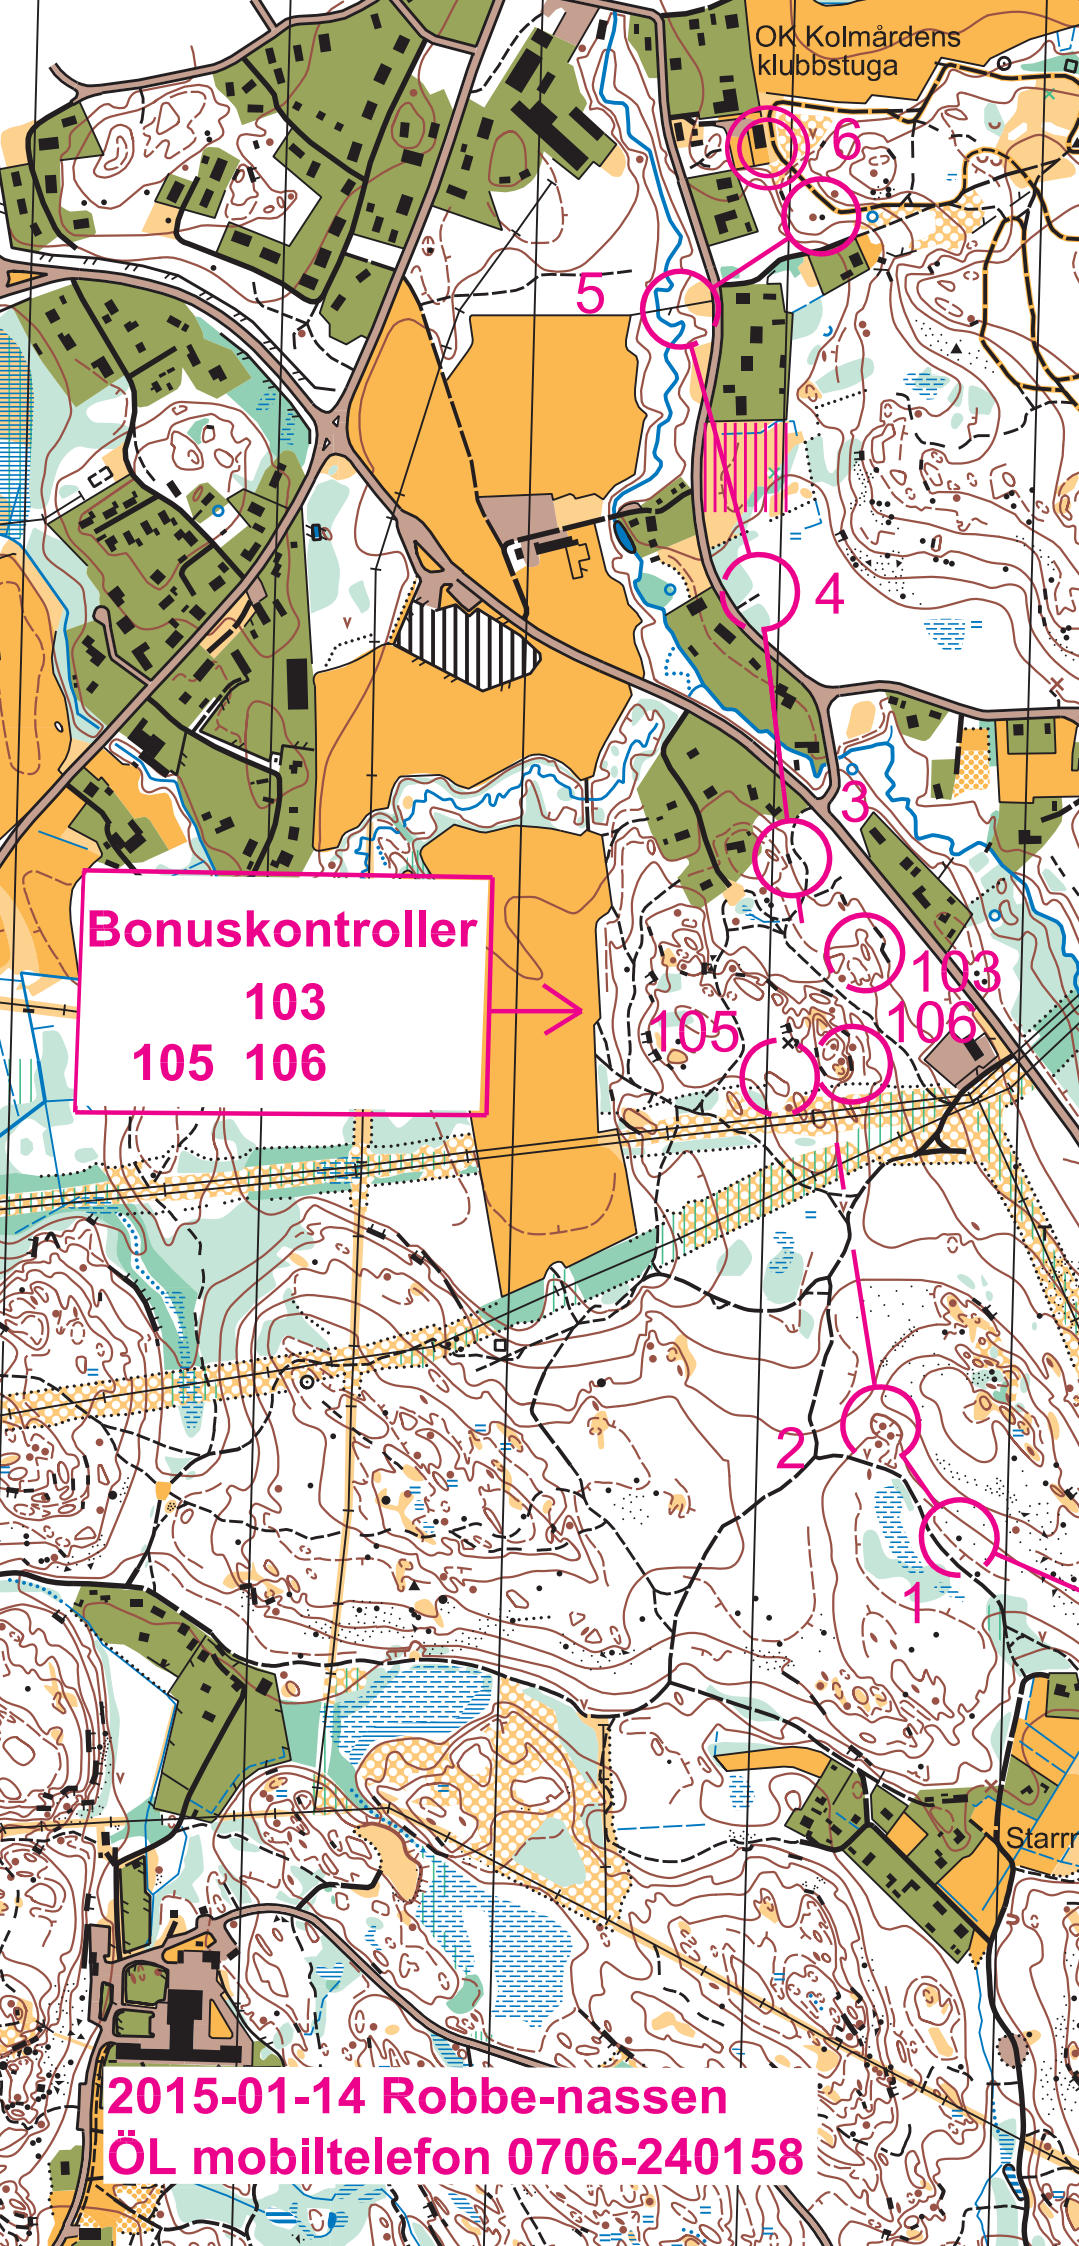 OK Kolmårdens
klubbstuga
6
5
4
3
Bonuskontroller
103
105 106
103
106
105
2
1
Starrr
2015-01-14 Robbe-nassen
ÖL mobiltelefon 0706-240158